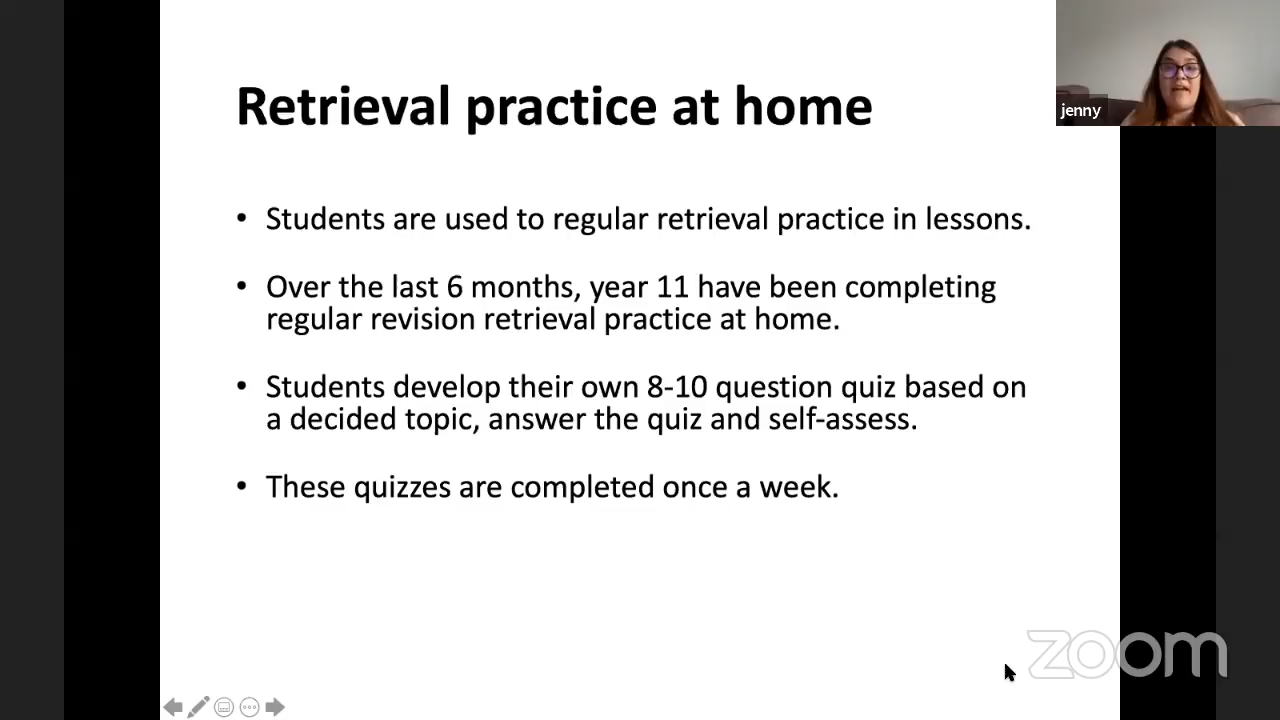 Retrieval practice at home
jenny
• Students are used to regular retrieval practice in lessons.
• Over the last 6 months, year 11 have been completing
regular revision retrieval practice at home.
• Students develop their own 8-10 question quiz based on
a decided topic, answer the quiz and self-assess.
• These quizzes are completed once a week.
zoom